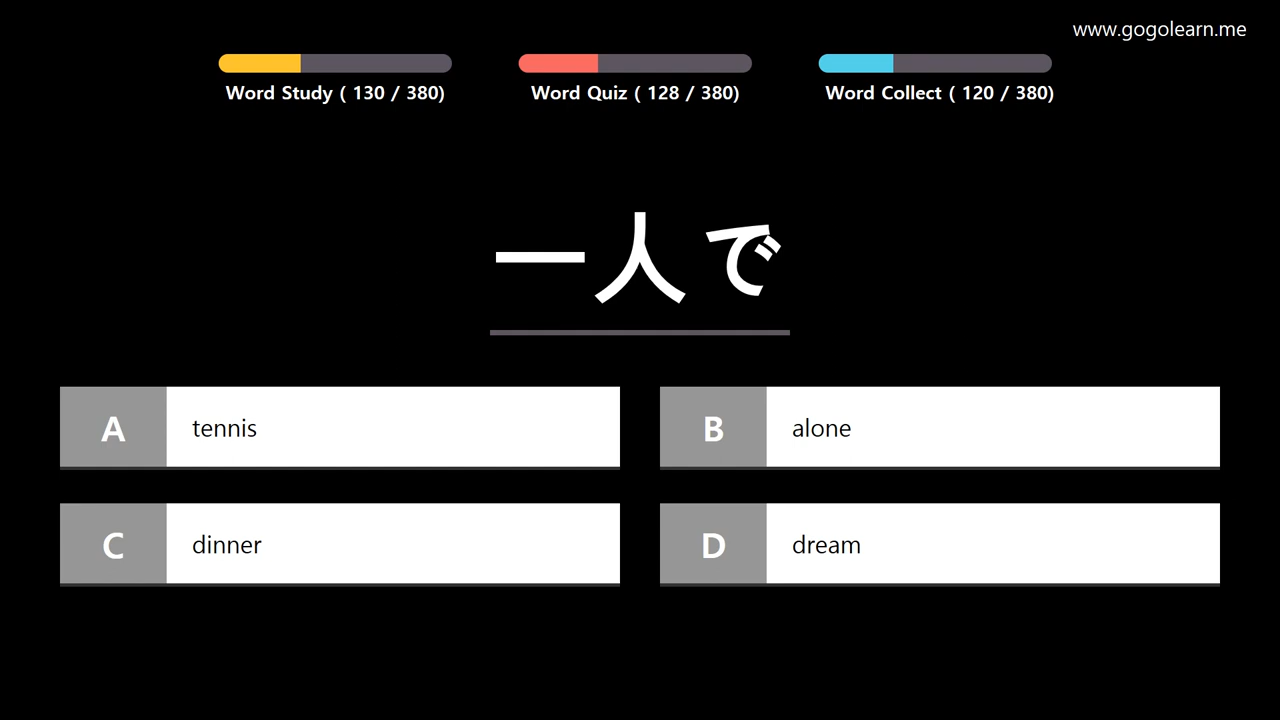 www.gogolearn.me
Word Study ( 130 / 380)
Word Quiz ( 128 / 380)
Word Collect ( 120 / 380)
一人で
A tennis
B alone
C dinner
D dream